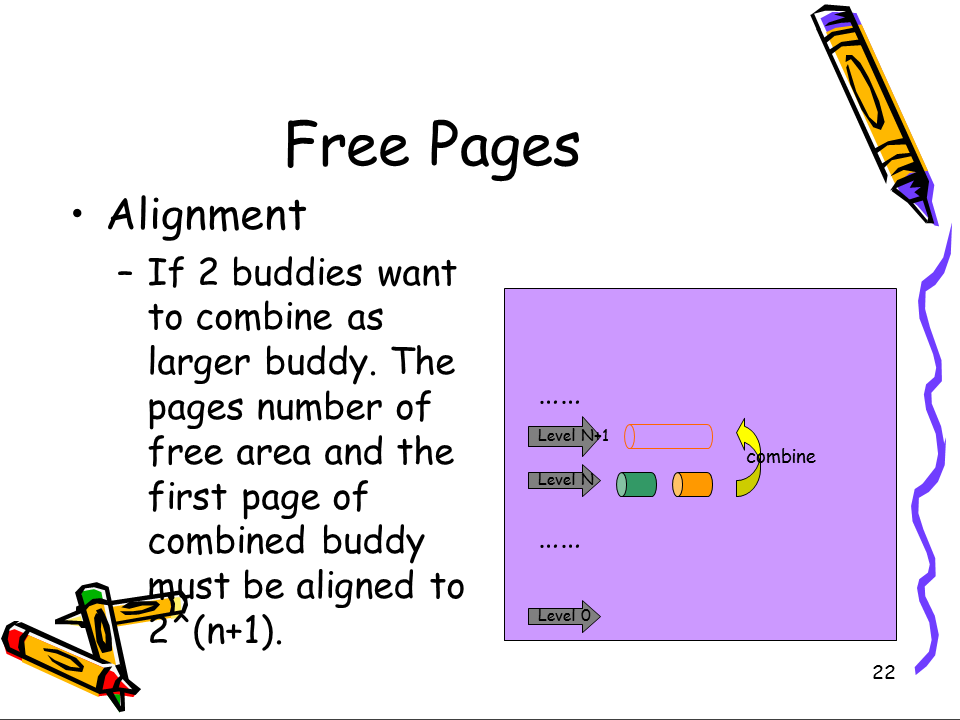 Free Pages
• Alignment
– If 2 buddies want
to combine as
larger buddy. The
pages number of
free area and the
first page of
combined buddy
must be aligned to
2^(n+1).
……
Level N+1
combine
Level N
……
Level 0
22